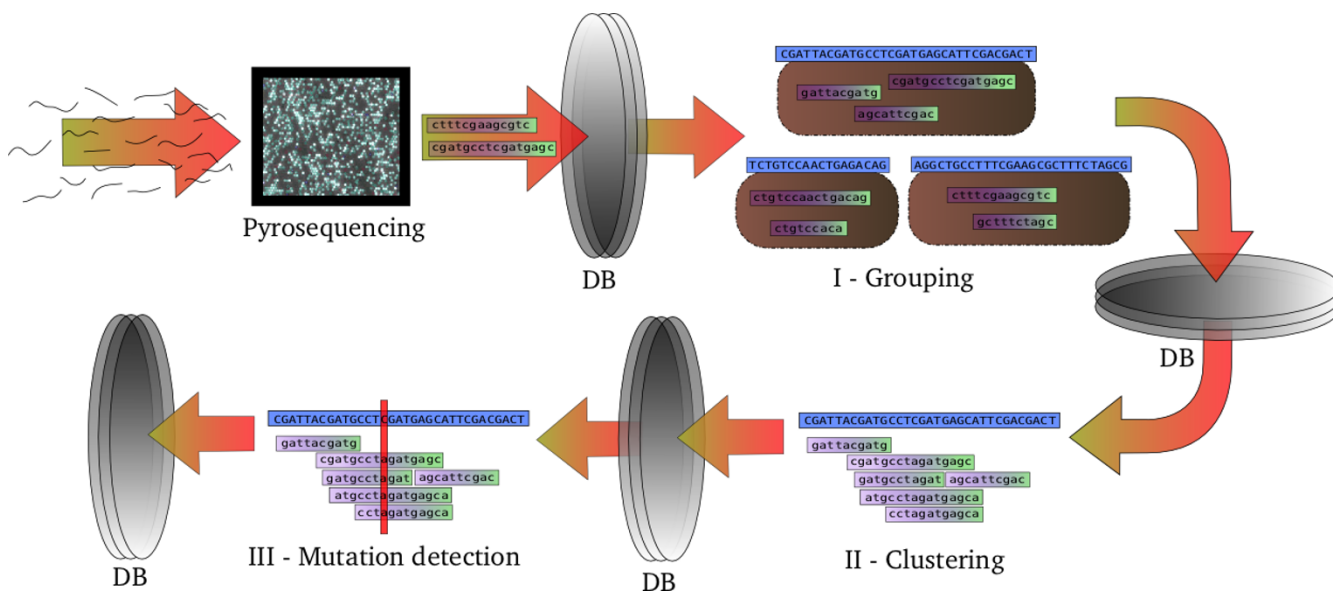 CGATTACGATGCCTCGATGAGCATTCGACGACT
cgatgcctcgatgagc
gattacgatg
agcattcgac
ctttcgaagcgtc
cgatgcctcgatgagc
TCTGTCCAACTGAGACAG
AGGCTGCCTTTCGAAGCGCTTTCTAGCG
ctgtccaactgacag
ctttcgaagcgtc
ctgtccaca
gctttctagc
Pyrosequencing
DB
I - Grouping
DB
CGATTACGATGCCTCGATGAGCATTCGACGACT
gattacgatg
cgatgcctagatgagc
gatgcctagat agcattcgac
atgcctagatgagca
cctagatgagca
II - Clustering
DB
CGATTACGATGCCTCGATGAGCATTCGACGACT
gattacgatg
cgatgcctagatgagc
gatgcctagat agcattcgac
atgcctagatgagca
cctagatgagca
III - Mutation detection
DB